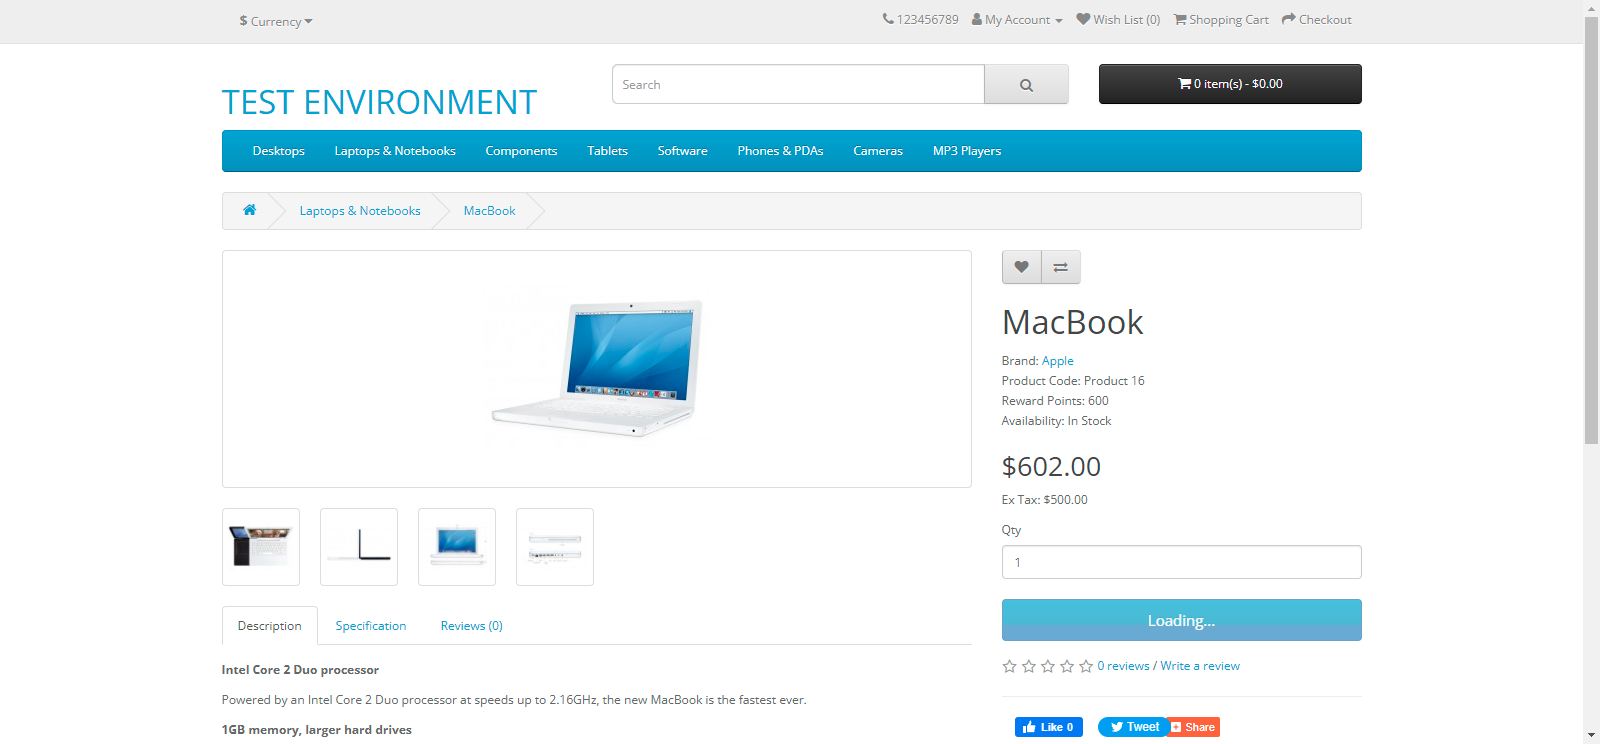 $ Currency
123456789 My Account Wish List (0) Shopping Cart Checkout
TEST ENVIRONMENT
Search
0 item(s) - $0.00
Desktops Laptops & Notebooks Components Tablets Software Phones & PDAs Cameras MP3 Players
Laptops & Notebooks MacBook
MacBook
Brand: Apple
Product Code: Product 16
Reward Points: 600
Availability: In Stock
$602.00
Ex Tax: $500.00
Qty
1
Loading...
0 reviews / Write a review
Like 0 Tweet Share
Description Specification Reviews (0)
Intel Core 2 Duo processor
Powered by an Intel Core 2 Duo processor at speeds up to 2.16GHz, the new MacBook is the fastest ever.
1GB memory, larger hard drives